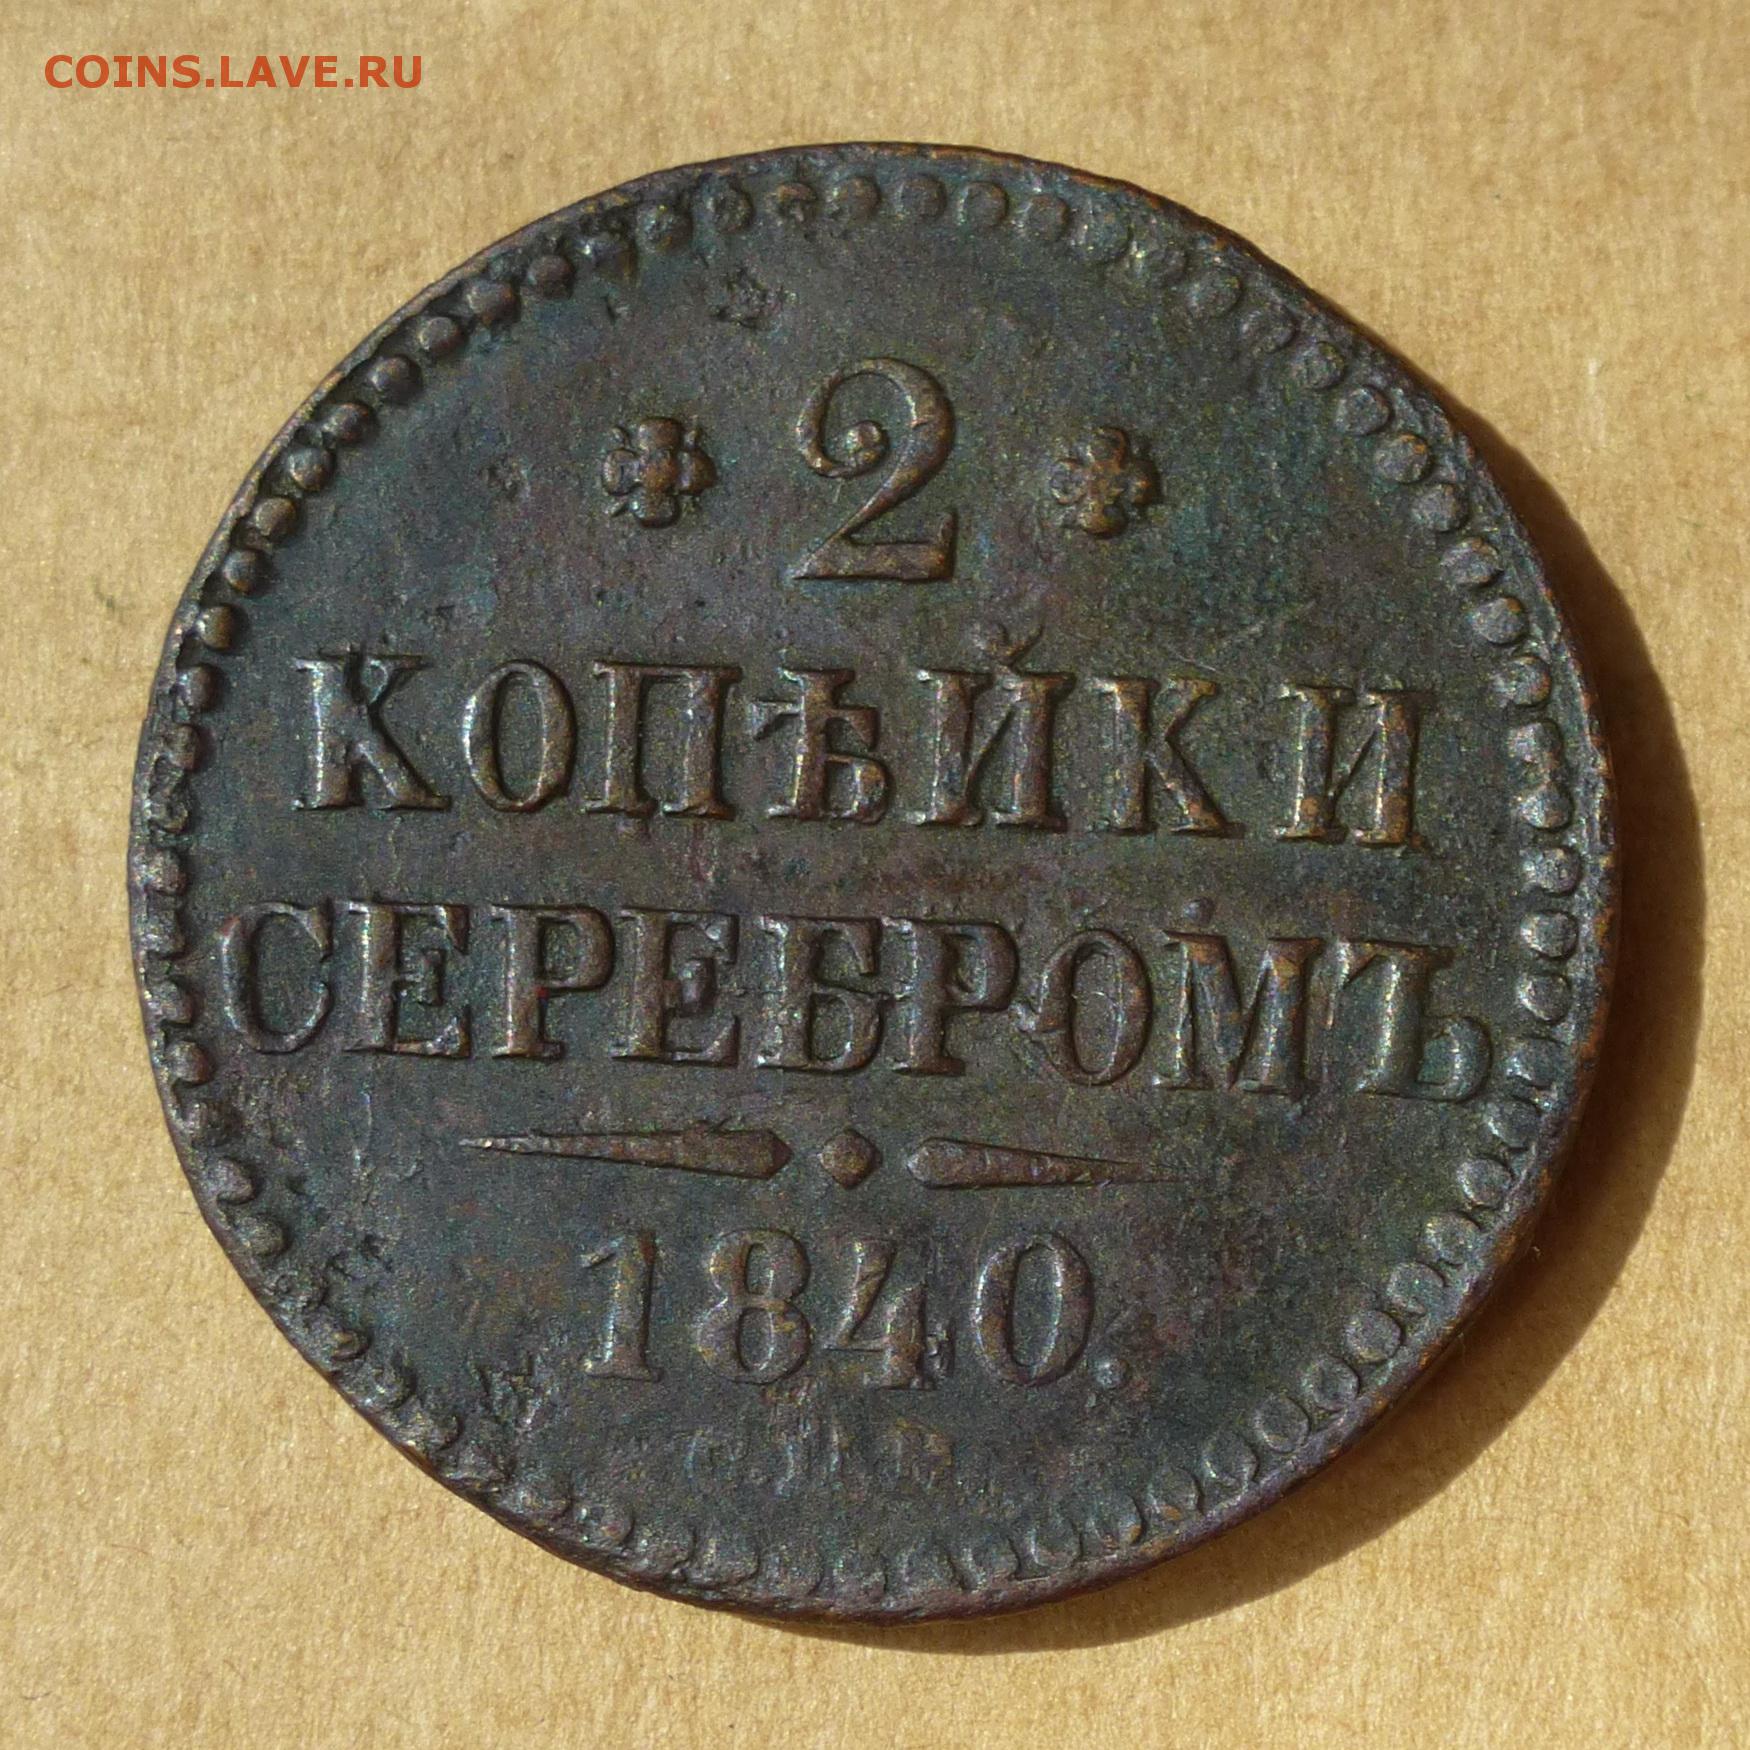 COINS.LAVE.RU
2
КОПѢЙКИ
СЕРЕБРОМЪ
1840.